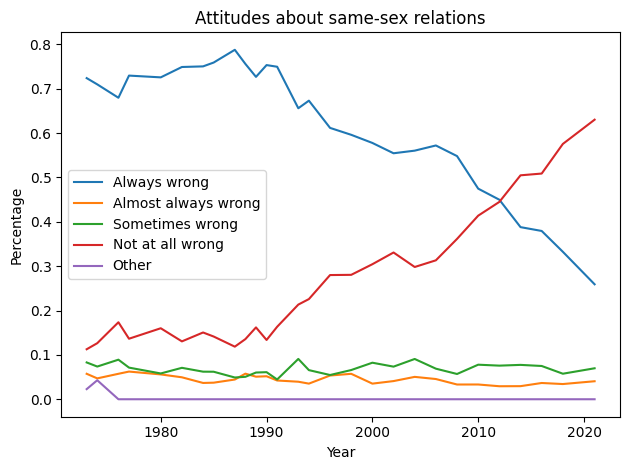 Attitudes about same-sex relations
0.8
0.7
0.6
0.5
0.4
0.3
0.2
0.1
0.0
Percentage
Always wrong
Almost always wrong
Sometimes wrong
Not at all wrong
Other
1980 1990 2000 2010 2020
Year